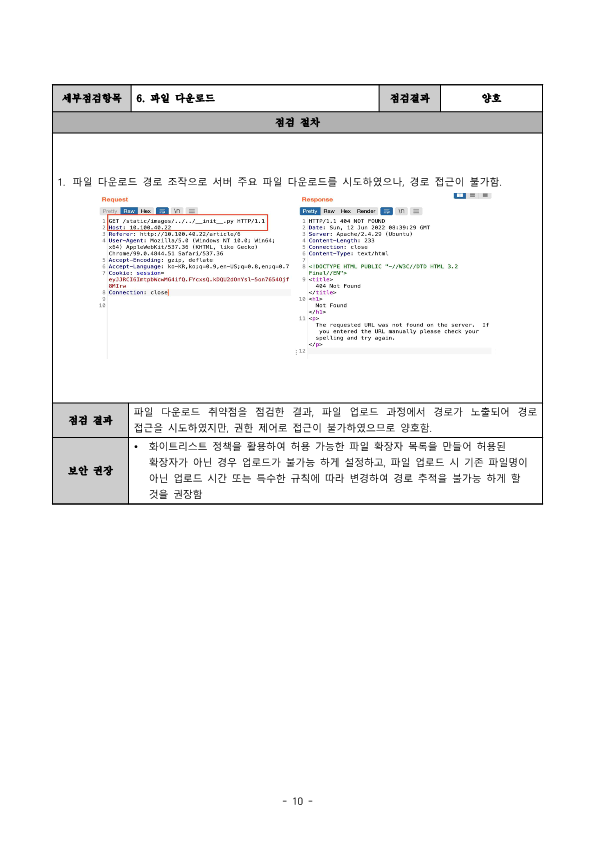 세부점검항목 6. 파일 다운로드 점검결과 양호
점검 절차
1. 파일 다운로드 경로 조작으로 서버 주요 파일 다운로드를 시도하였으나, 경로 접근이 불가함.
Request
Pretty Raw Hex \n
1 GET /static/images/../../__init__.py HTTP/1.1
2 Host: 10.100.40.22
3 Referer: http://10.100.40.22/article/6
4 User-Agent: Mozilla/5.0 (Windows NT 10.0; Win64;
x64) AppleWebKit/537.36 (KHTML, like Gecko)
Chrome/99.0.4844.51 Safari/537.36
5 Accept-Encoding: gzip, deflate
6 Accept-Language: ko-KR,ko;q=0.9,en-US;q=0.8,en;q=0.7
7 Cookie: session=
8 Connection: close
9
10
Response
Pretty Raw Hex Render \n
1 HTTP/1.1 404 NOT FOUND
2 Date: Sun, 12 Jun 2022 08:39:29 GMT
3 Server: Apache/2.4.29 (Ubuntu)
4 Content-Length: 233
5 Connection: close
6 Content-Type: text/html
7
8 <!DOCTYPE HTML PUBLIC "-//W3C//DTD HTML 3.2
Final//EN">
9 <title>
404 Not Found
</title>
10 <h1>
Not Found
</h1>
11 <p>
The requested URL was not found on the server. If
you entered the URL manually please check your
spelling and try again.
</p>
12
점검 결과
파일 다운로드 취약점을 점검한 결과, 파일 업로드 과정에서 경로가 노출되어 경로
접근을 시도하였지만, 권한 제어로 접근이 불가하였으므로 양호함.
보안 권장
• 화이트리스트 정책을 활용하여 허용 가능한 파일 확장자 목록을 만들어 허용된
확장자가 아닌 경우 업로드가 불가능 하게 설정하고, 파일 업로드 시 기존 파일명이
아닌 업로드 시간 또는 특수한 규칙에 따라 변경하여 경로 추적을 불가능 하게 할
것을 권장함
- 10 -